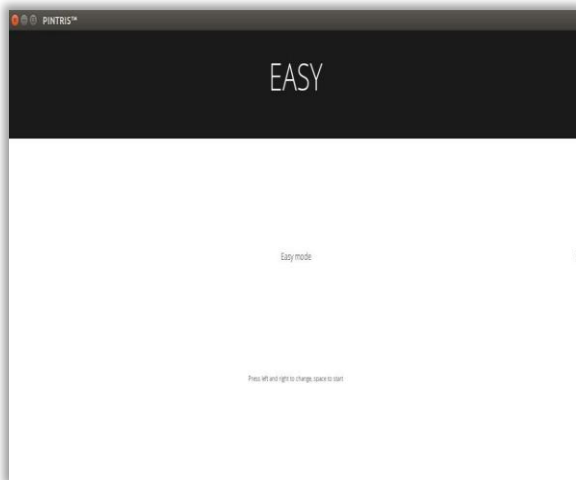 PINTRIS™
EASY
Easy mode
Press left and right to change, space to start